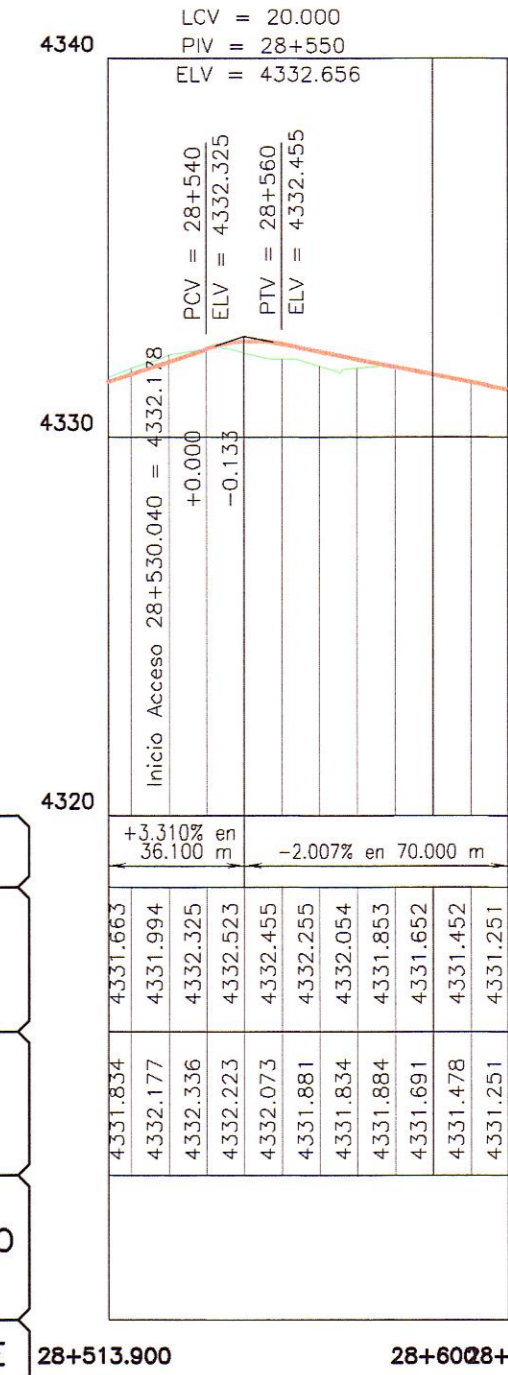 LCV = 20.000
PIV = 28+550
ELV = 4332.656
4340
PCV = 28+540
ELV = 4332.325
PTV = 28+560
ELV = 4332.455
4330
Inicio Acceso 28+530.040 = 4332.178
+0.000
-0.133
4320
+3.310% en
36.100 m
-2.007% en 70.000 m
4331.663
4331.994
4332.325
4332.523
4332.455
4332.255
4332.054
4331.853
4331.652
4331.452
4331.251
4331.834
4332.177
4332.336
4332.223
4332.073
4331.881
4331.834
4331.884
4331.691
4331.478
4331.251
O
E
28+513.900
28+600
28+